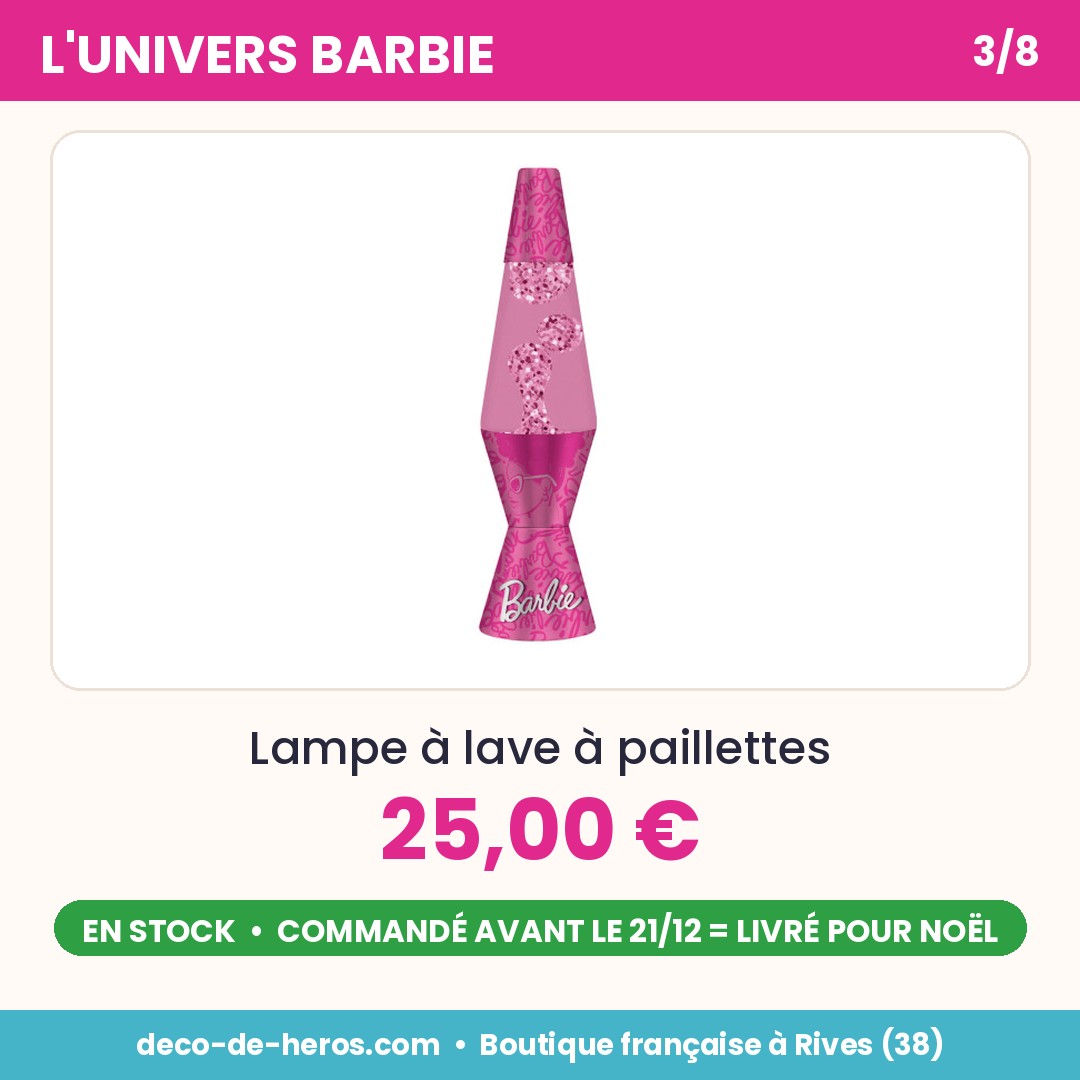 L'UNIVERS BARBIE
3/8
Barbie
Lampe à lave à paillettes
25,00 €
EN STOCK • COMMANDÉ AVANT LE 21/12 = LIVRÉ POUR NOËL
deco-de-heros.com • Boutique française à Rives (38)